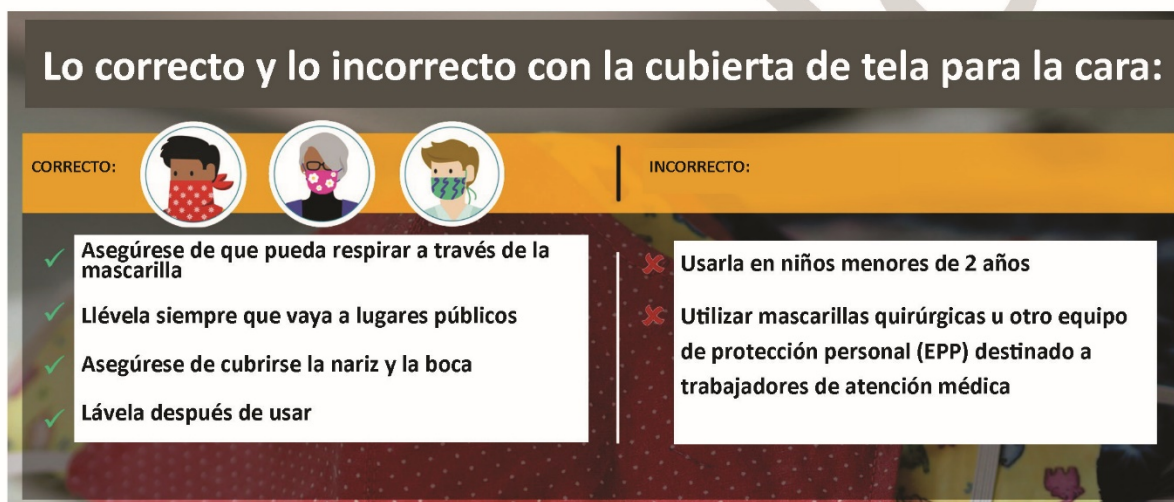 Lo correcto y lo incorrecto con la cubierta de tela para la cara:
CORRECTO:
Asegúrese de que pueda respirar a través de la
mascarilla
Llévela siempre que vaya a lugares públicos
Asegúrese de cubrirse la nariz y la boca
Lávela después de usar
INCORRECTO:
Usarla en niños menores de 2 años
Utilizar mascarillas quirúrgicas u otro equipo
de protección personal (EPP) destinado a
trabajadores de atención médica